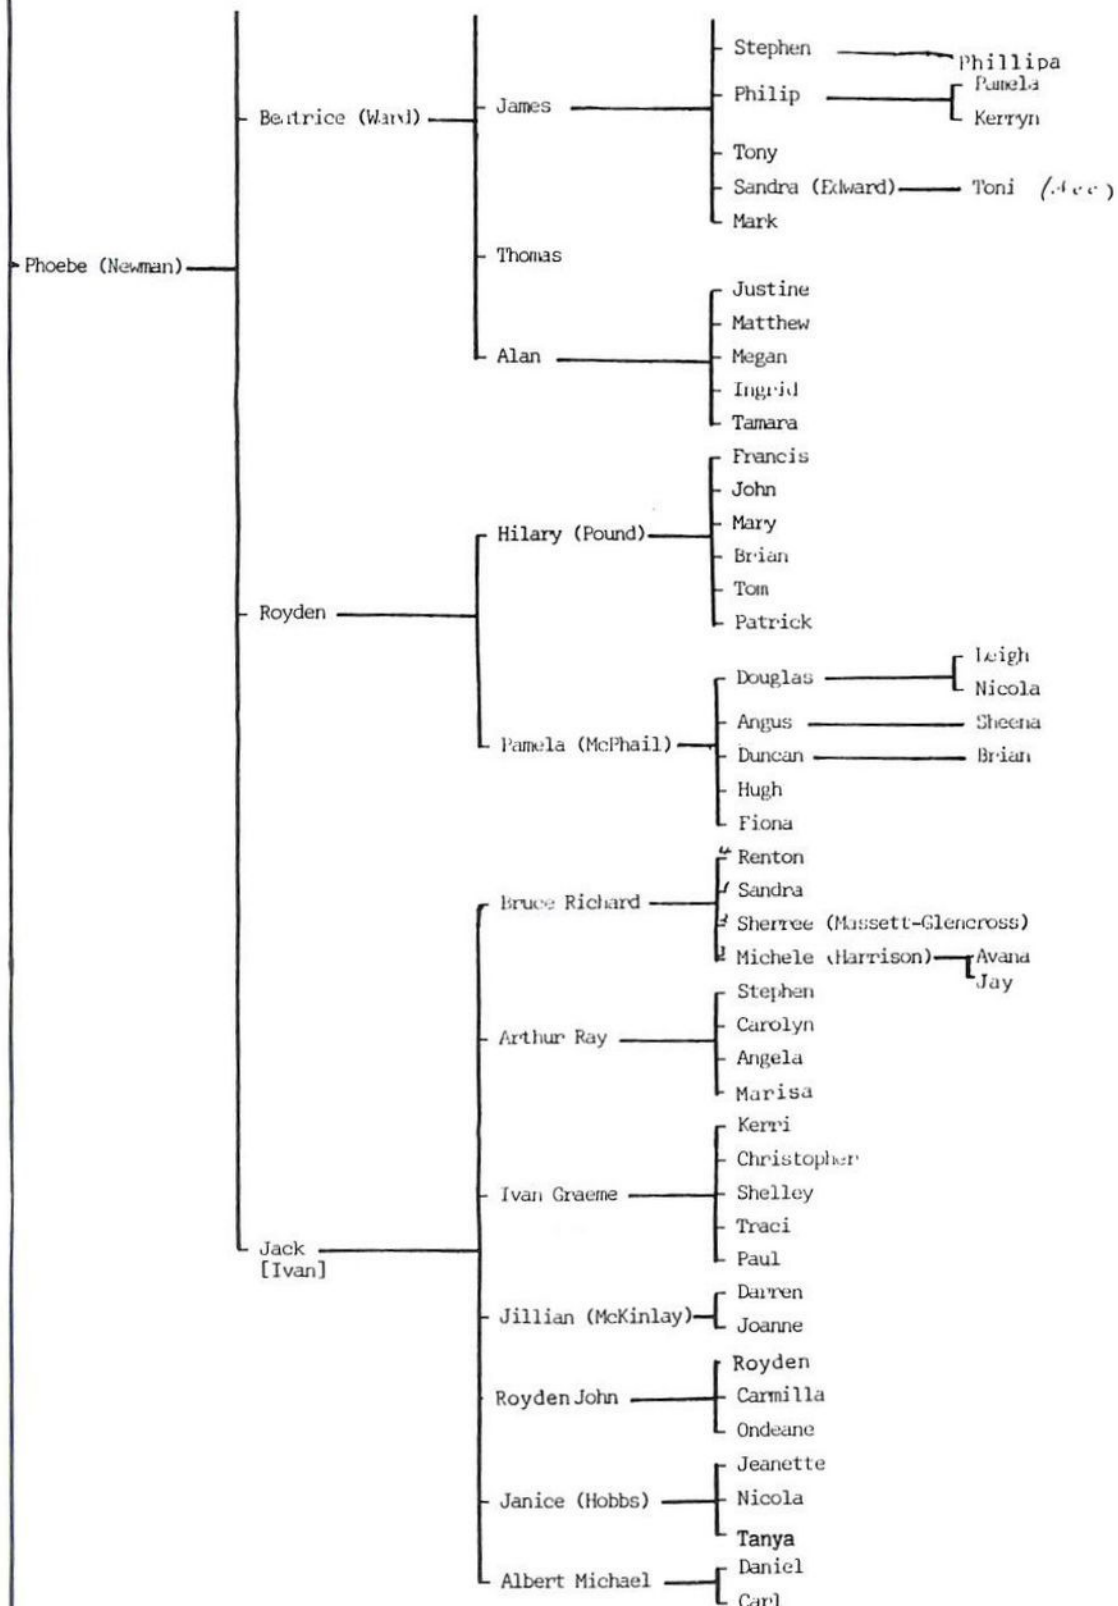 Stephen
Phillipa
Philip
Pamela
Kerryn
Beatrice (Ward)
James
Tony
Sandra (Edward)
Toni
Mark
Phoebe (Newman)
Thomas
Justine
Matthew
Alan
Megan
Ingrid
Tamara
Francis
John
Hilary (Pound)
Mary
Brian
Tom
Royden
Patrick
Leigh
Douglas
Nicola
Angus
Sheena
Pamela (McPhail)
Duncan
Brian
Hugh
Fiona
4 Renton
Bruce Richard
1 Sandra
Sherree (Massett-Glencross)
Michele (Harrison)
Avana
Jay
Stephen
Arthur Ray
Carolyn
Angela
Marisa
Kerri
Christopher
Ivan Graeme
Shelley
Traci
Jack
[Ivan]
Paul
Darren
Jillian (McKinlay)
Joanne
Royden
Royden John
Carmilla
Ondeane
Jeanette
Janice (Hobbs)
Nicola
Tanya
Daniel
Albert Michael
Carl